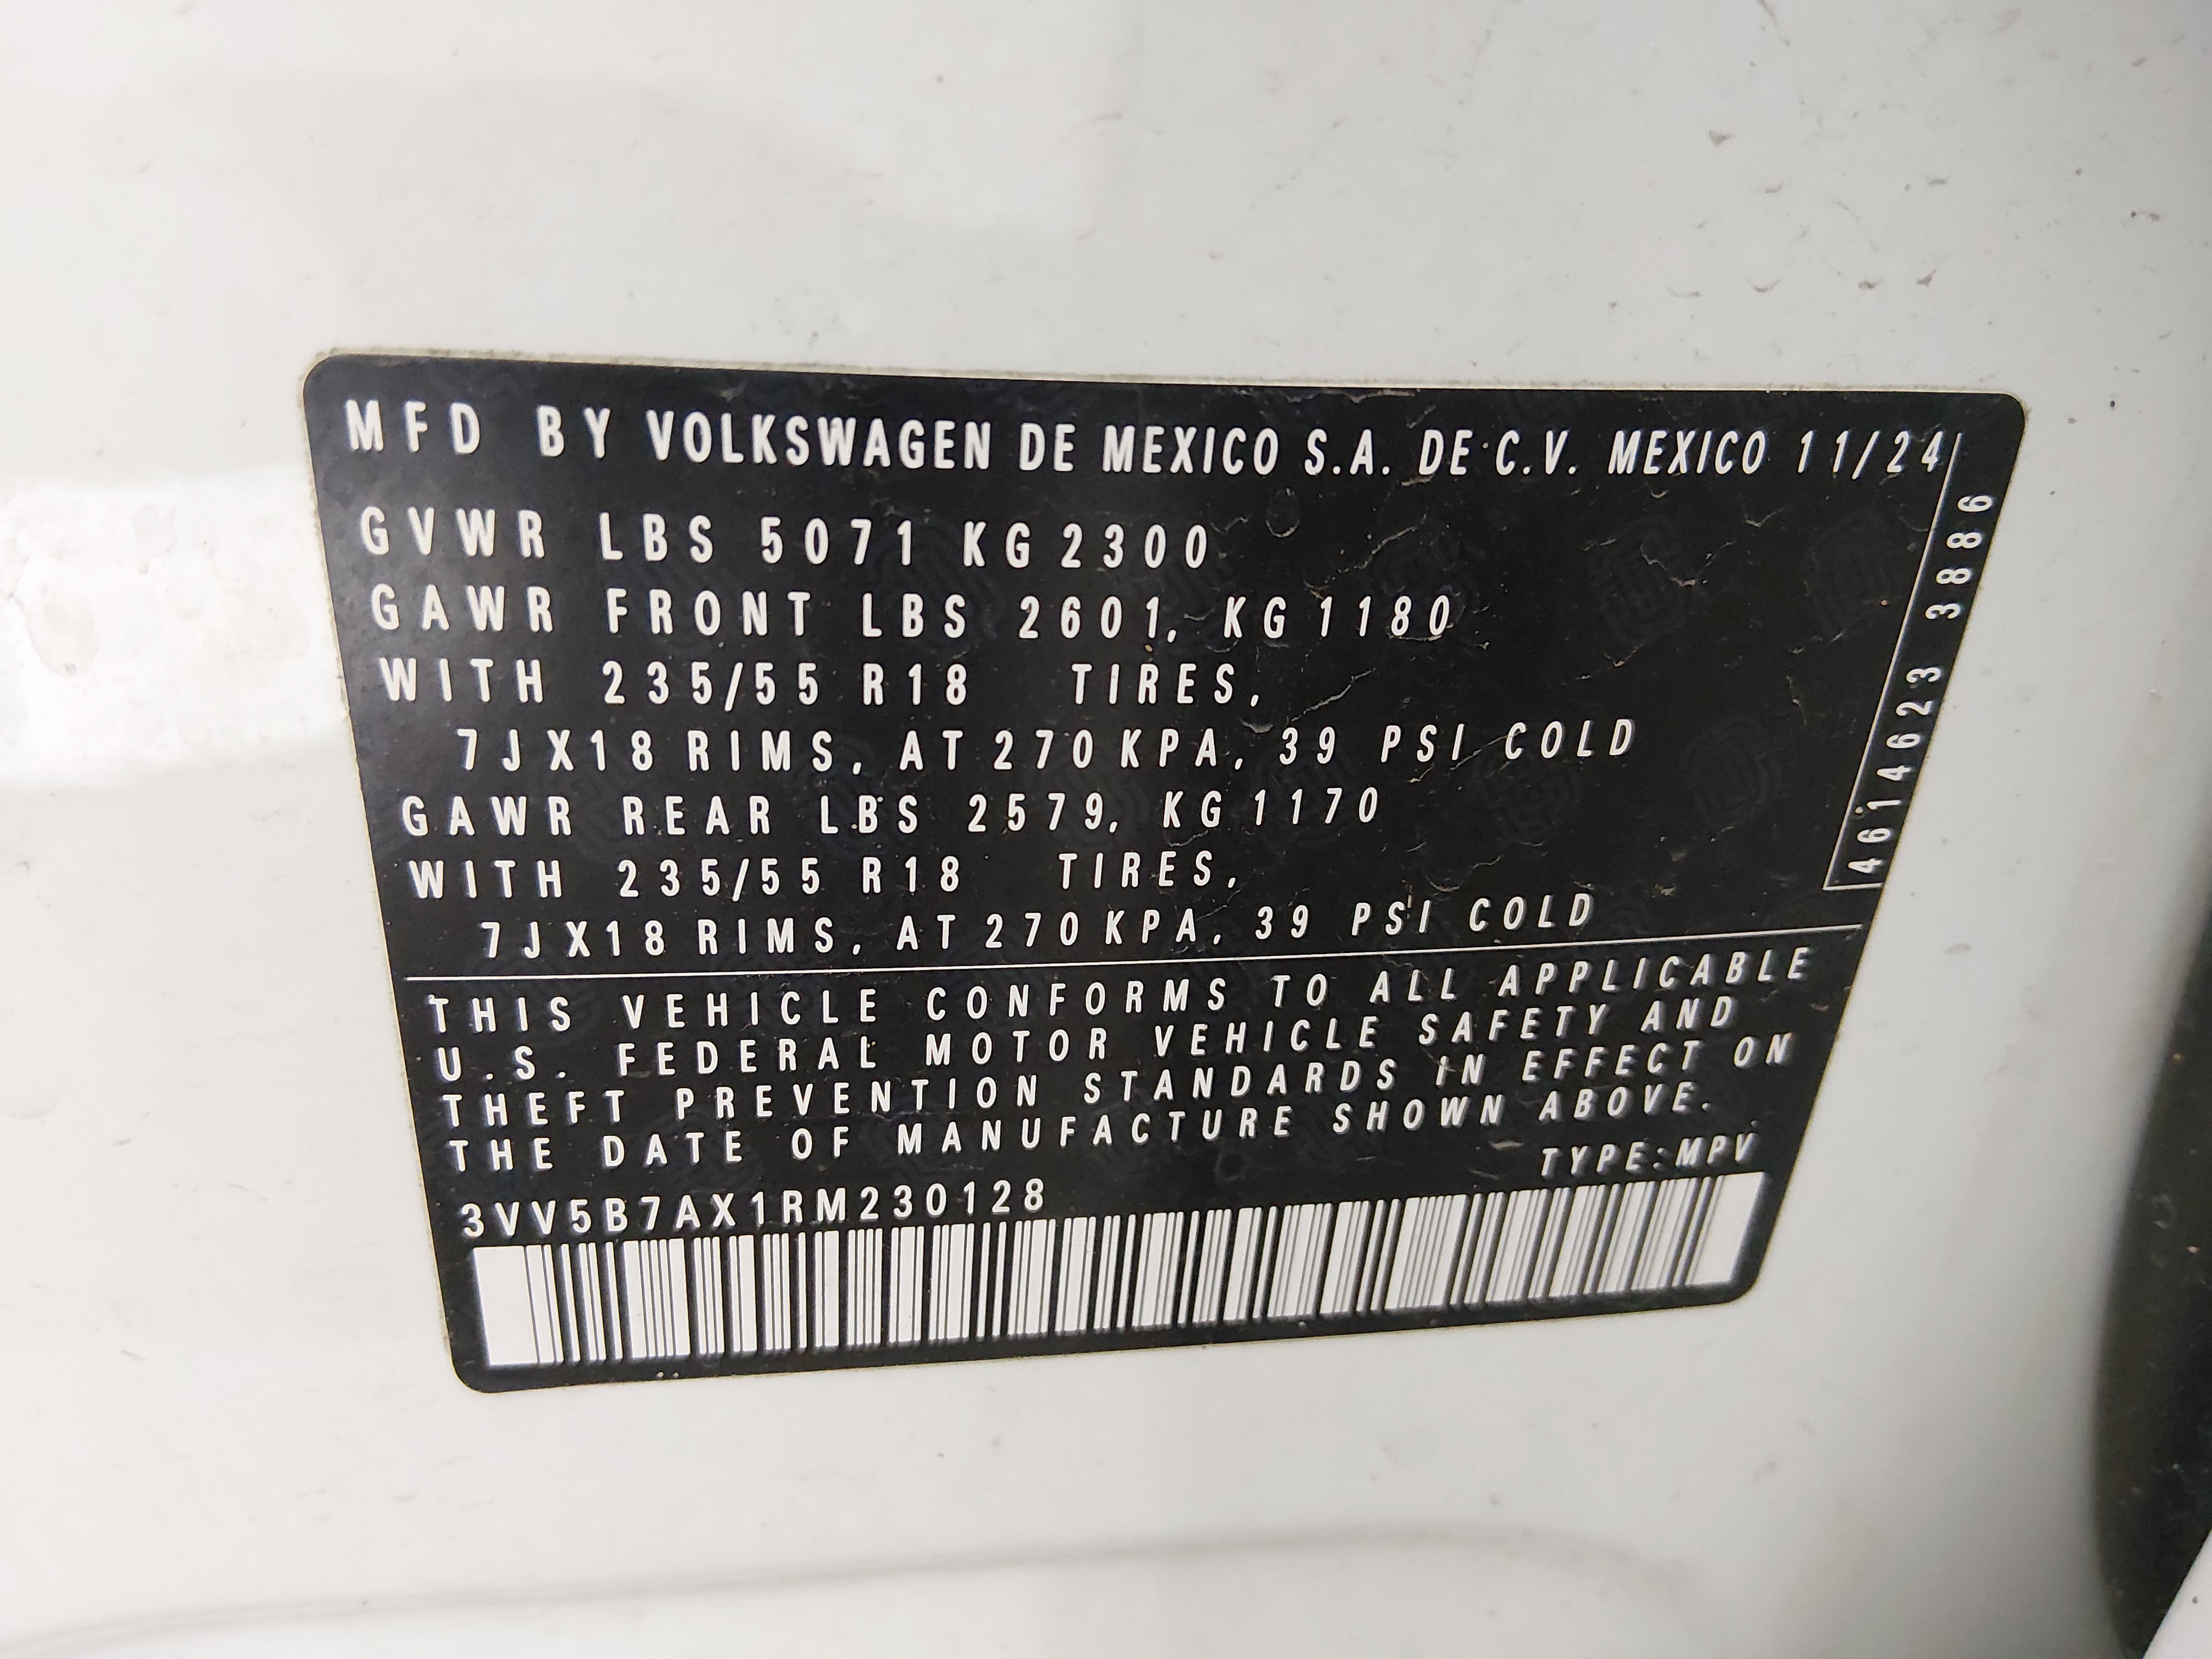 MFD BY VOLKSWAGEN DE MEXICO S.A. DE C.V. MEXICO 11/24
GVWR LBS 5071 KG 2300
GAWR FRONT LBS 2601, KG 1180
WITH 235/55 R18 TIRES,
7JX18 RIMS, AT 270 KPA, 39 PSI COLD
GAWR REAR LBS 2579, KG 1170
WITH 235/55 R18 TIRES,
7JX18 RIMS, AT 270 KPA, 39 PSI COLD
4614623 3886
THIS VEHICLE CONFORMS TO ALL APPLICABLE
U.S. FEDERAL MOTOR VEHICLE SAFETY AND
THEFT PREVENTION STANDARDS IN EFFECT ON
THE DATE OF MANUFACTURE SHOWN ABOVE.
TYPE:MPV
3VV5B7AX1RM230128